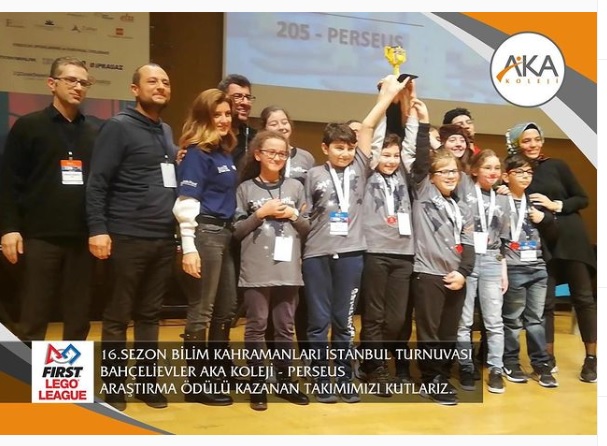 205 - PERSEUS
AKA
KOLEJİ
FIRST
LEGO
LEAGUE
16.SEZON BİLİM KAHRAMANLARI İSTANBUL TURNUVASI
BAHÇELİEVLER AKA KOLEJİ - PERSEUS
ARAŞTIRMA ÖDÜLÜ KAZANAN TAKIMIMIZI KUTLARIZ.